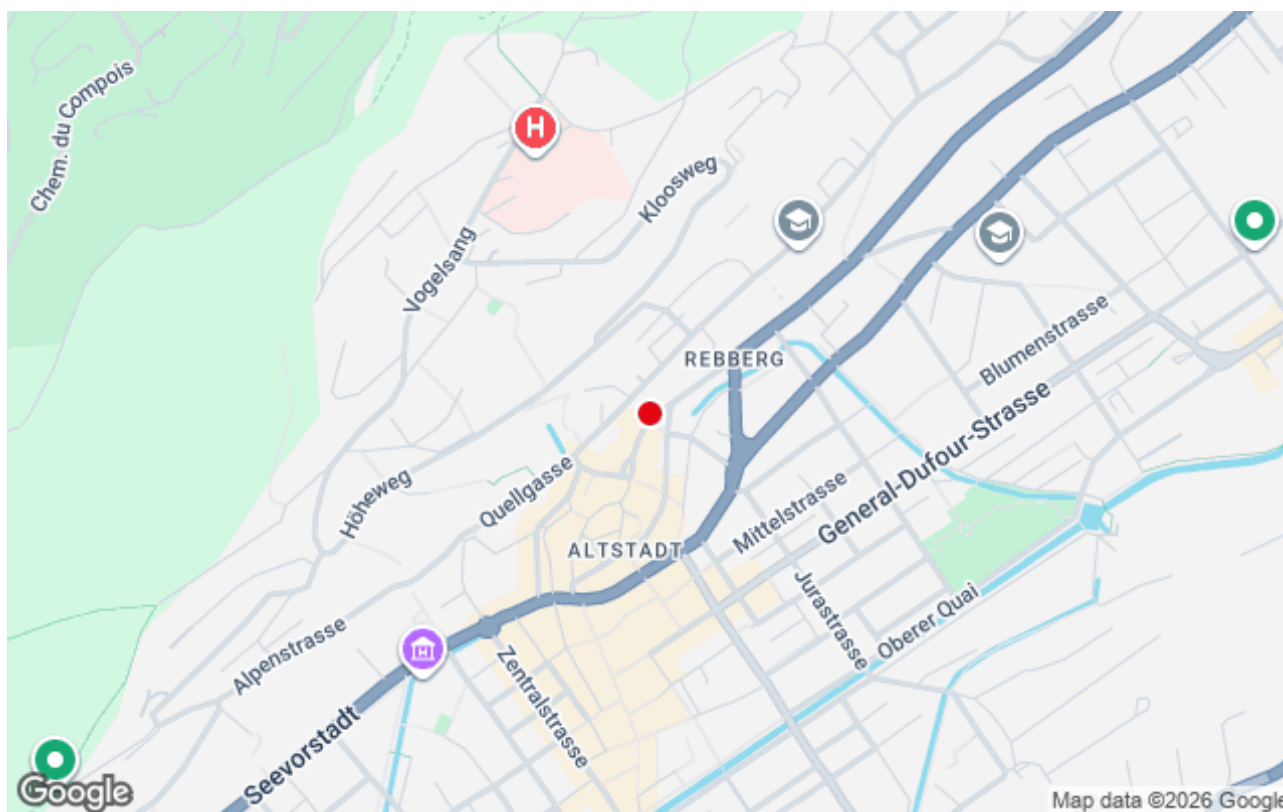 Chem. du Compois
H
Kloosweg
Vogelsang
REBBERG
Blumenstrasse
General-Dufour-Strasse
Höheweg
Quellgasse
Mittelstrasse
ALTSTADT
Jurastrasse
Oberer Quai
Alpenstrasse
Zentralstrasse
Seevorstadt
Google
Map data ©2026 Google